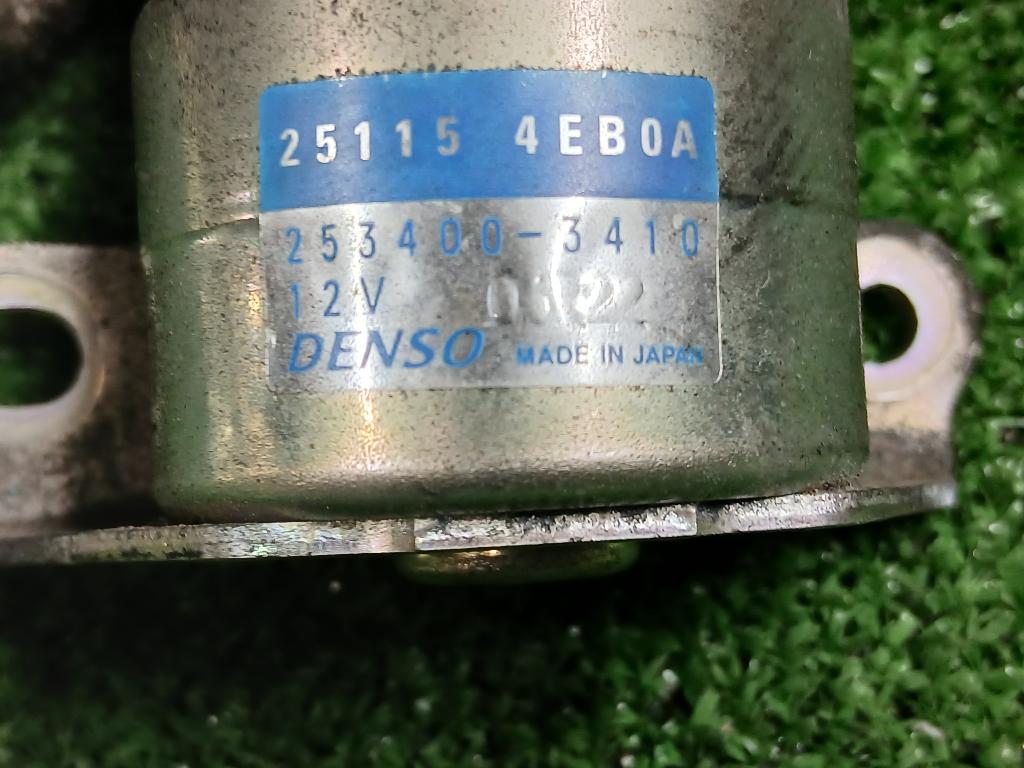 25115 4EB0A
253400-3410
12V
DENSO MADE IN JAPAN